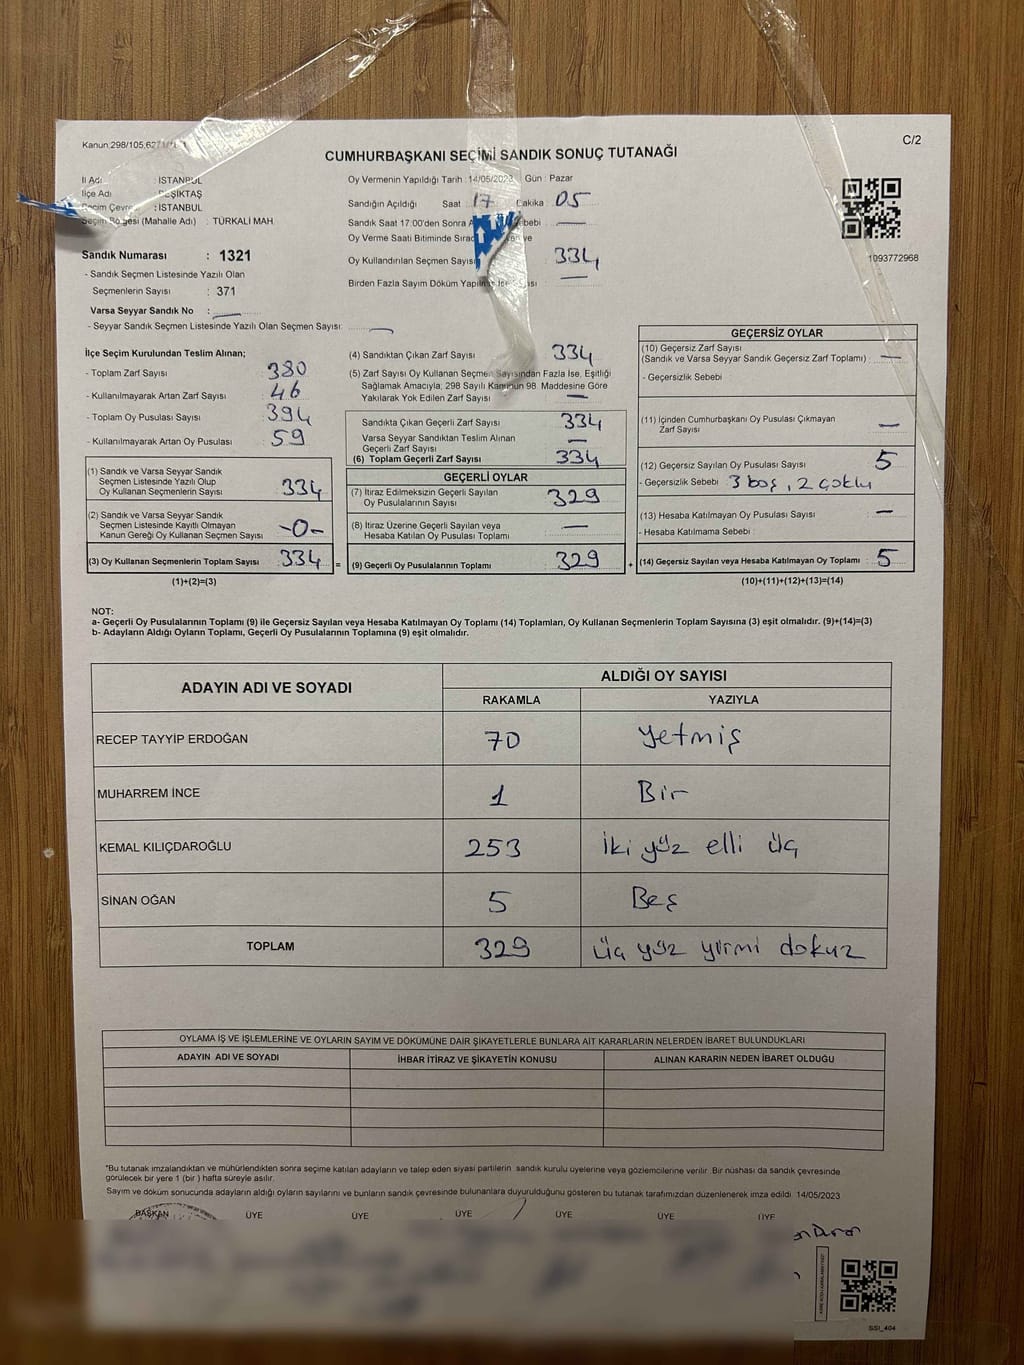 Kanun:298/105,627
C/2
CUMHURBAŞKANI SEÇİMİ SANDIK SONUÇ TUTANAĞI
İl Adı : İSTANBUL
İlçe Adı : BEŞİKTAŞ
Seçim Çevresi : İSTANBUL
Seçim Bölgesi (Mahalle Adı) : TÜRKALİ MAH.
Sandık Numarası : 1321
- Sandık Seçmen Listesinde Yazılı Olan
Seçmenlerin Sayısı : 371
Varsa Seyyar Sandık No :
- Seyyar Sandık Seçmen Listesinde Yazılı Olan Seçmen Sayısı:
Oy Vermenin Yapıldığı Tarih :14/05/2023 Gün : Pazar
Sandığın Açıldığı Saat : 17 Dakika : 05
Sandık Saat 17:00'den Sonra Sebebi : —
Oy Verme Saati Bitiminde Sırada ve
Oy Kullandırılan Seçmen Sayısı : 334
Birden Fazla Sayım Döküm : —
1093772968
İlçe Seçim Kurulundan Teslim Alınan;
- Toplam Zarf Sayısı : 380
- Kullanılmayarak Artan Zarf Sayısı : 46
- Toplam Oy Pusulası Sayısı : 394
- Kullanılmayarak Artan Oy Pusulası : 59
(1) Sandık ve Varsa Seyyar Sandık
Seçmen Listesinde Yazılı Olup
Oy Kullanan Seçmenlerin Sayısı : 334
(2) Sandık ve Varsa Seyyar Sandık
Seçmen Listesinde Kayıtlı Olmayan
Kanun Gereği Oy Kullanan Seçmen Sayısı : -0-
(3) Oy Kullanan Seçmenlerin Toplam Sayısı : 334
(1)+(2)=(3)
(4) Sandıktan Çıkan Zarf Sayısı : 334
(5) Zarf Sayısı Oy Kullanan Seçmen Sayısından Fazla İse, Eşitliği
Sağlamak Amacıyla, 298 Sayılı Kanunun 98. Maddesine Göre
Yakılarak Yok Edilen Zarf Sayısı : —
Sandıkta Çıkan Geçerli Zarf Sayısı : 334
Varsa Seyyar Sandıktan Teslim Alınan
Geçerli Zarf Sayısı : —
(6) Toplam Geçerli Zarf Sayısı : 334
GEÇERLİ OYLAR
(7) İtiraz Edilmeksizin Geçerli Sayılan
Oy Pusulalarının Sayısı : 329
(8) İtiraz Üzerine Geçerli Sayılan veya
Hesaba Katılan Oy Pusulası Toplamı : —
= (9) Geçerli Oy Pusulalarının Toplamı : 329
GEÇERSİZ OYLAR
(10) Geçersiz Zarf Sayısı
(Sandık ve Varsa Seyyar Sandık Geçersiz Zarf Toplamı) : —
- Geçersizlik Sebebi :
(11) İçinden Cumhurbaşkanı Oy Pusulası Çıkmayan
Zarf Sayısı : —
(12) Geçersiz Sayılan Oy Pusulası Sayısı : 5
- Geçersizlik Sebebi : 3 boş, 2 çoklu
(13) Hesaba Katılmayan Oy Pusulası Sayısı : —
- Hesaba Katılmama Sebebi :
+ (14) Geçersiz Sayılan veya Hesaba Katılmayan Oy Toplamı : 5
(10)+(11)+(12)+(13)=(14)
NOT:
a- Geçerli Oy Pusulalarının Toplamı (9) ile Geçersiz Sayılan veya Hesaba Katılmayan Oy Toplamı (14) Toplamları, Oy Kullanan Seçmenlerin Toplam Sayısına (3) eşit olmalıdır. (9)+(14)=(3)
b- Adayların Aldığı Oyların Toplamı, Geçerli Oy Pusulalarının Toplamına (9) eşit olmalıdır.
ADAYIN ADI VE SOYADI
ALDIĞI OY SAYISI
RAKAMLA YAZIYLA
RECEP TAYYİP ERDOĞAN 70 Yetmiş
MUHARREM İNCE 1 Bir
KEMAL KILIÇDAROĞLU 253 İki yüz elli üç
SİNAN OĞAN 5 Beş
TOPLAM 329 Üç yüz yirmi dokuz
OYLAMA İŞ VE İŞLEMLERİNE VE OYLARIN SAYIM VE DÖKÜMÜNE DAİR ŞİKAYETLERLE BUNLARA AİT KARARLARIN NELERDEN İBARET BULUNDUKLARI
ADAYIN ADI VE SOYADI İHBAR İTİRAZ VE ŞİKAYETİN KONUSU ALINAN KARARIN NEDEN İBARET OLDUĞU
*Bu tutanak imzalandıktan ve mühürlendikten sonra seçime katılan adayların ve talep eden siyasi partilerin sandık kurulu üyelerine veya gözlemcilerine verilir. Bir nüshası da sandık çevresinde
görülecek bir yere 1 (bir ) hafta süreyle asılır.
Sayım ve döküm sonucunda adayların aldığı oyların sayılarını ve bunların sandık çevresinde bulunanlara duyurulduğunu gösteren bu tutanak tarafımızdan düzenlenerek imza edildi. 14/05/2023
BAŞKAN ÜYE ÜYE ÜYE ÜYE ÜYE ÜYE
SSI_404